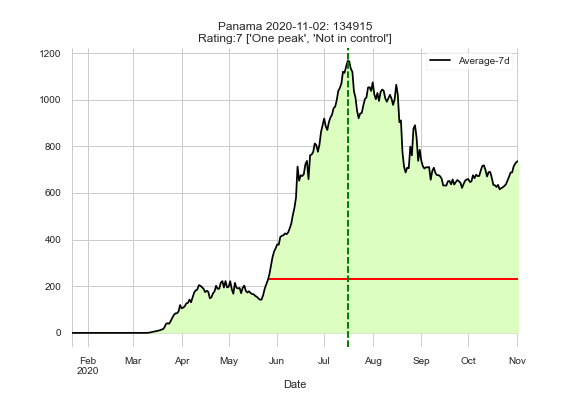 Panama 2020-11-02: 134915
Rating:7 ['One peak', 'Not in control']
Average-7d
1200
1000
800
600
400
200
0
Feb Mar Apr May Jun Jul Aug Sep Oct Nov
2020
Date